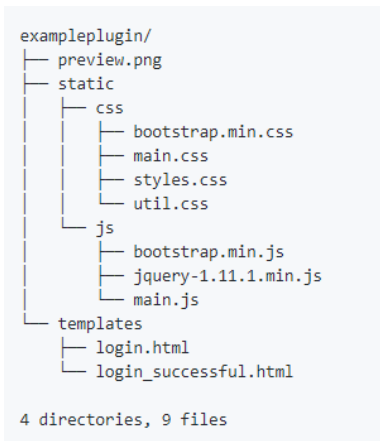 exampleplugin/
├── preview.png
├── static
│   ├── css
│   │   ├── bootstrap.min.css
│   │   ├── main.css
│   │   ├── styles.css
│   │   └── util.css
│   └── js
│       ├── bootstrap.min.js
│       ├── jquery-1.11.1.min.js
│       └── main.js
└── templates
    ├── login.html
    └── login_successful.html

4 directories, 9 files